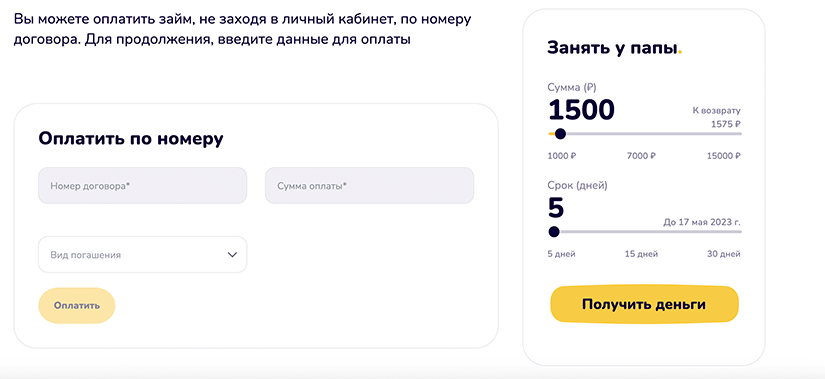 Вы можете оплатить займ, не заходя в личный кабинет, по номеру
договора. Для продолжения, введите данные для оплаты
Оплатить по номеру
Номер договора*
Сумма оплаты*
Вид погашения
Оплатить
Занять у папы.
Сумма (₽)
1500
К возврату
1575 ₽
1000 ₽ 7000 ₽ 15000 ₽
Срок (дней)
5
До 17 мая 2023 г.
5 дней 15 дней 30 дней
Получить деньги